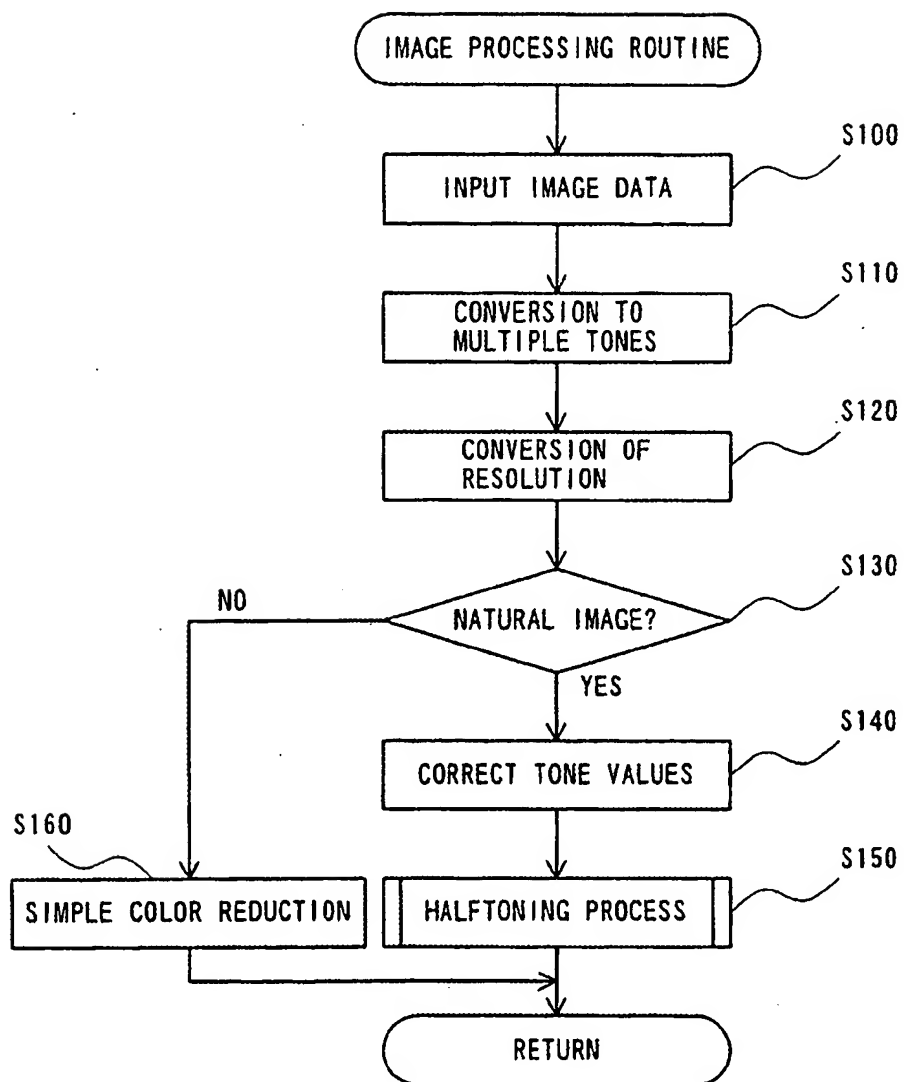 IMAGE PROCESSING ROUTINE
S100
INPUT IMAGE DATA
S110
CONVERSION TO
MULTIPLE TONES
S120
CONVERSION OF
RESOLUTION
S130
NO
NATURAL IMAGE?
YES
S140
CORRECT TONE VALUES
S160
S150
SIMPLE COLOR REDUCTION
HALFTONING PROCESS
RETURN